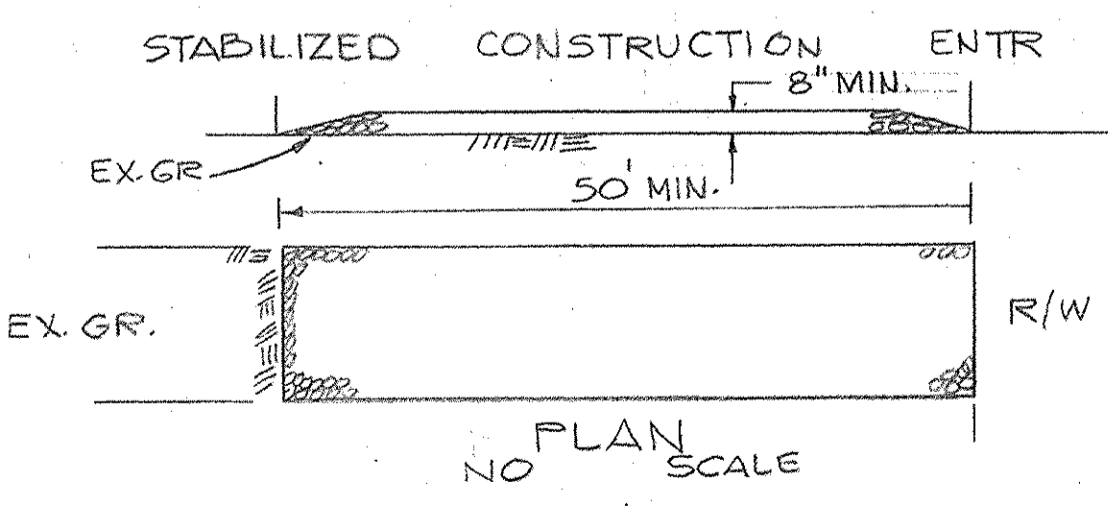 STABILIZED CONSTRUCTION ENTR
8" MIN.
EX. GR.
50' MIN.
EX. GR.
R/W
PLAN
NO SCALE